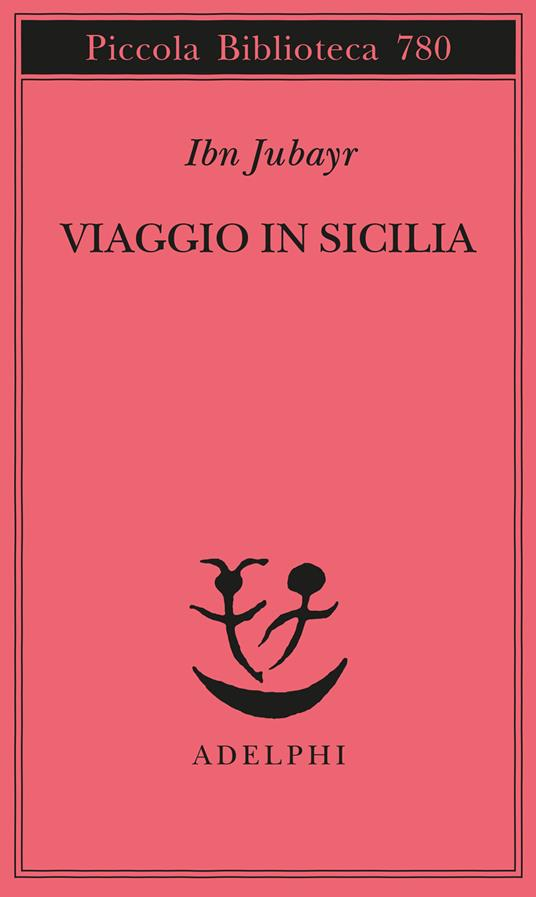 Piccola Biblioteca 780
Ibn Jubayr
VIAGGIO IN SICILIA
ADELPHI